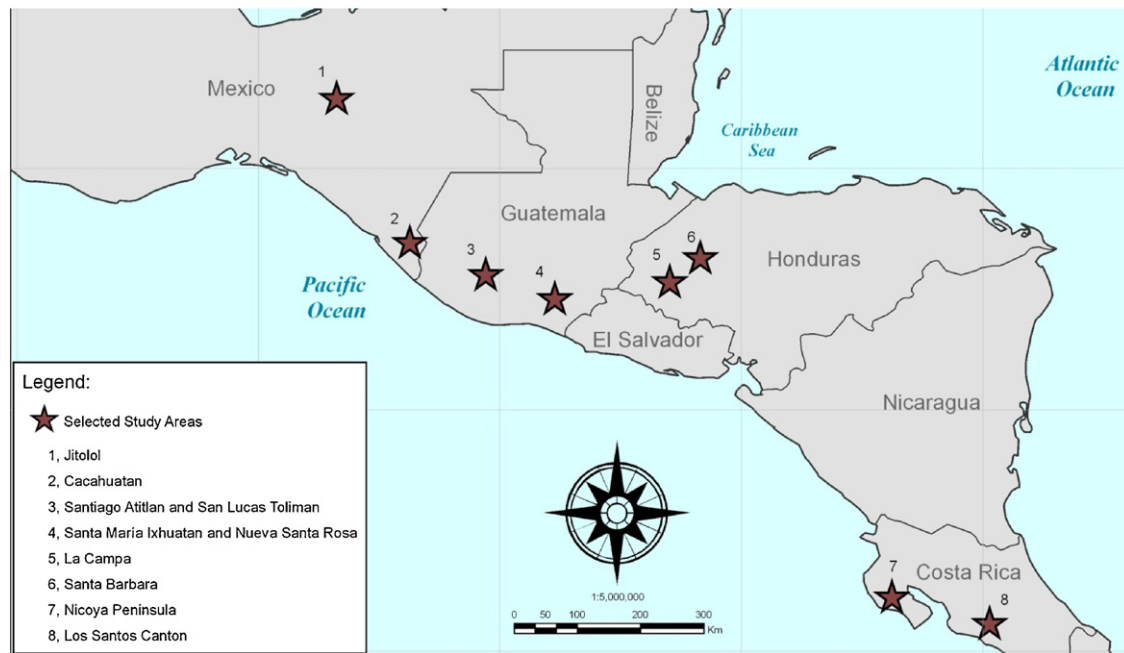 1
Mexico
Belize
Atlantic
Ocean
Caribbean
Sea
2
Guatemala
3
4
5
6
Honduras
Pacific
Ocean
El Salvador
Nicaragua
7
Costa Rica
8
Legend:
Selected Study Areas
1, Jitolol
2, Cacahuatan
3, Santiago Atitlan and San Lucas Toliman
4, Santa María Ixhuatan and Nueva Santa Rosa
5, La Campa
6, Santa Barbara
7, Nicoya Peninsula
8, Los Santos Canton
1:5,000,000
0 50 100 200 300
Km